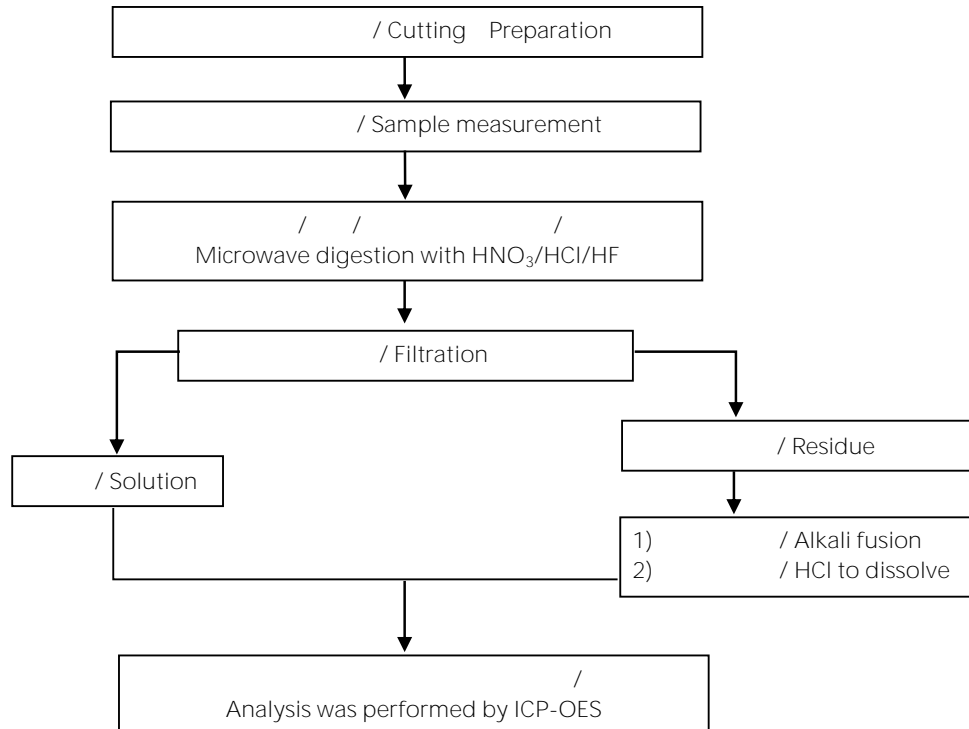 / Cutting Preparation
/ Sample measurement
/ / /
Microwave digestion with HNO₃/HCl/HF
/ Filtration
/ Solution
/ Residue
1) / Alkali fusion
2) / HCl to dissolve
/
Analysis was performed by ICP-OES